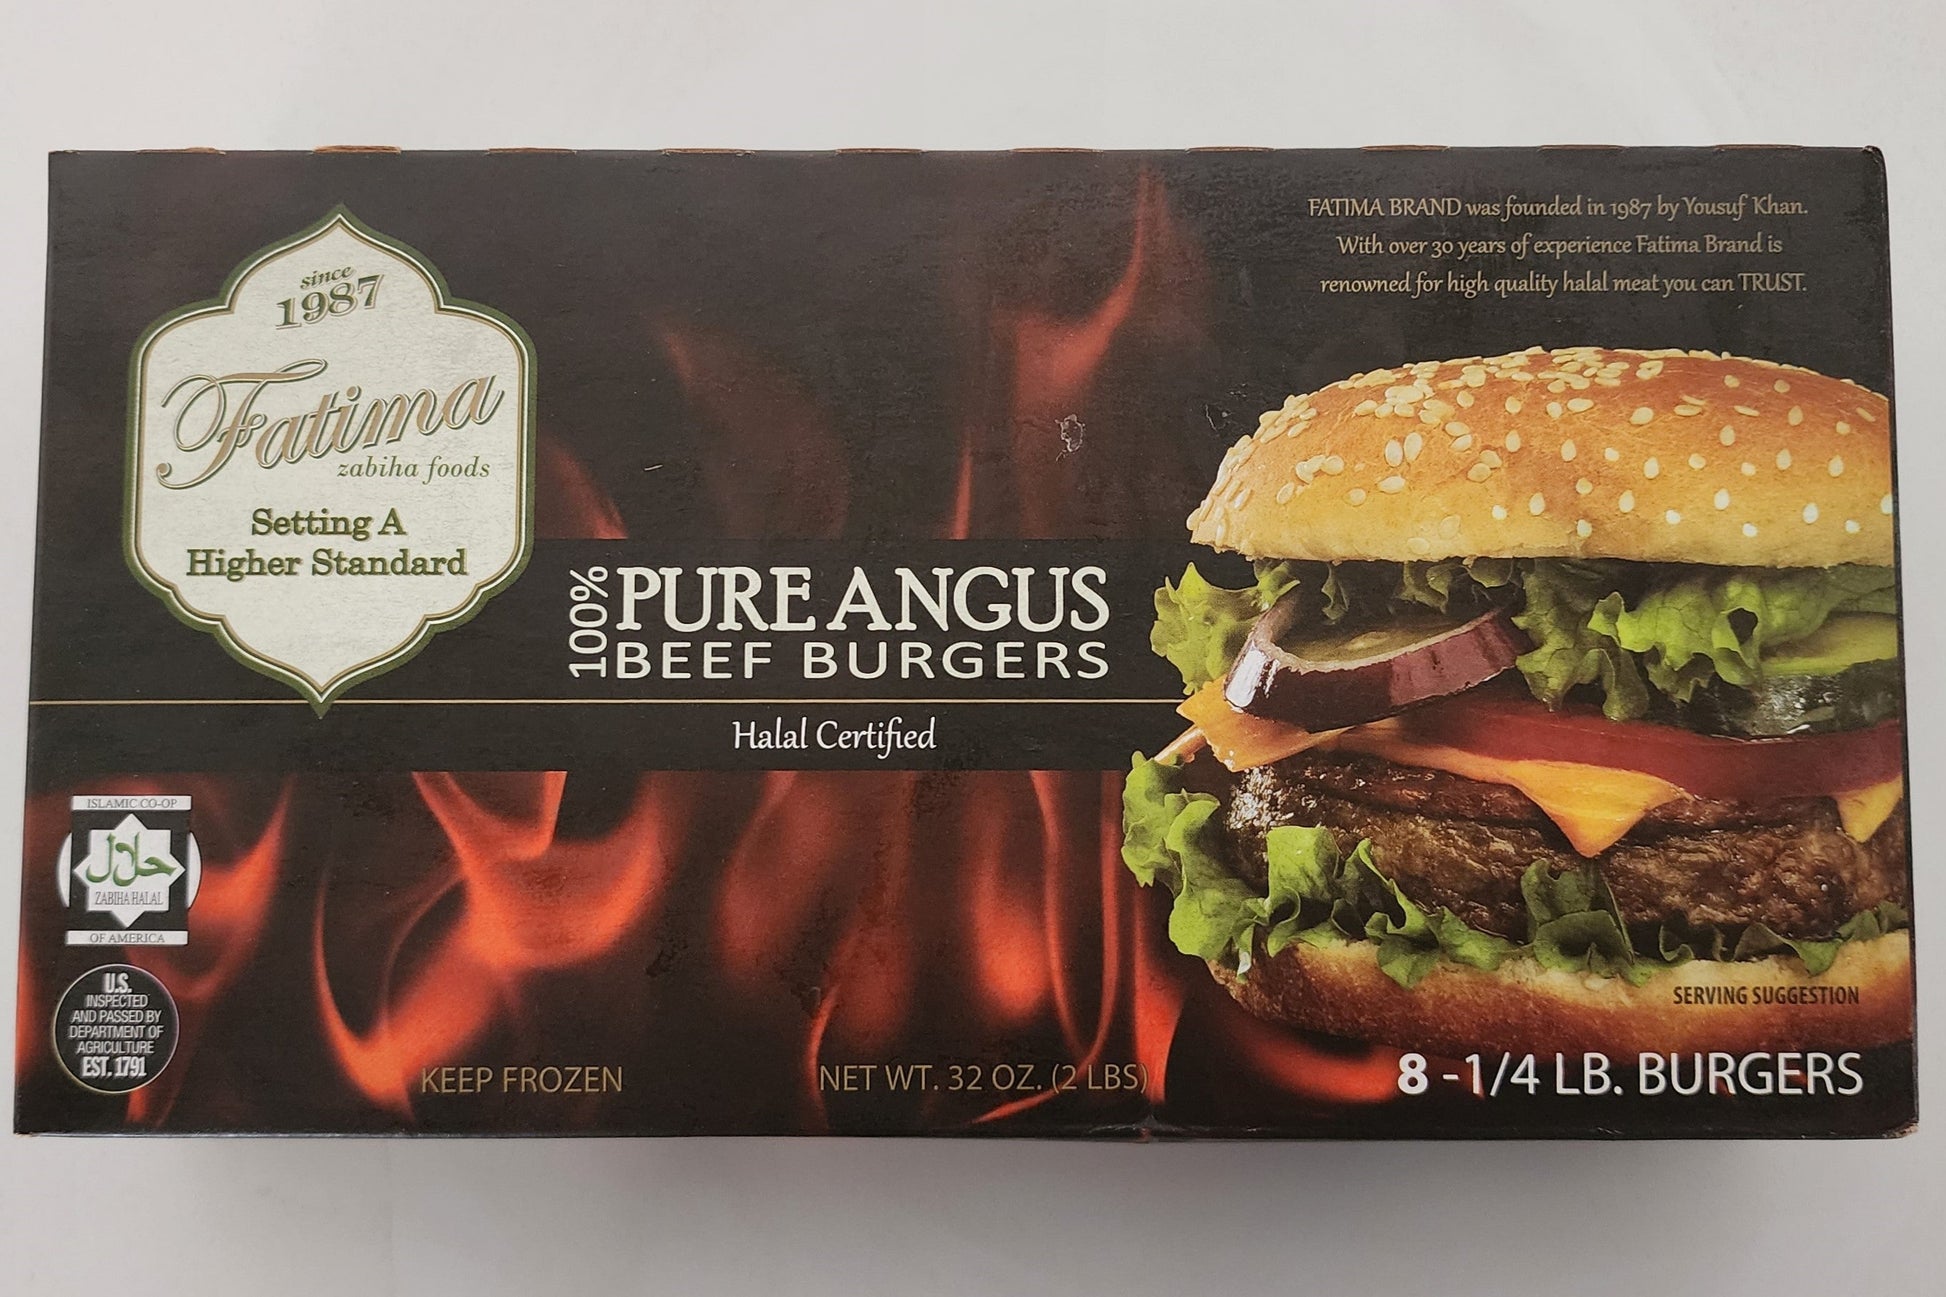 since
1987
Fatima
zabiha foods
Setting A
Higher Standard
FATIMA BRAND was founded in 1987 by Yousuf Khan.
With over 30 years of experience Fatima Brand is
renowned for high quality halal meat you can TRUST.
100% PURE ANGUS
BEEF BURGERS
Halal Certified
ISLAMIC CO-OP
حلال
ZABIHA HALAL
OF AMERICA
U.S.
INSPECTED
AND PASSED BY
DEPARTMENT OF
AGRICULTURE
EST. 1791
KEEP FROZEN
NET WT. 32 OZ. (2 LBS)
SERVING SUGGESTION
8 -1/4 LB. BURGERS